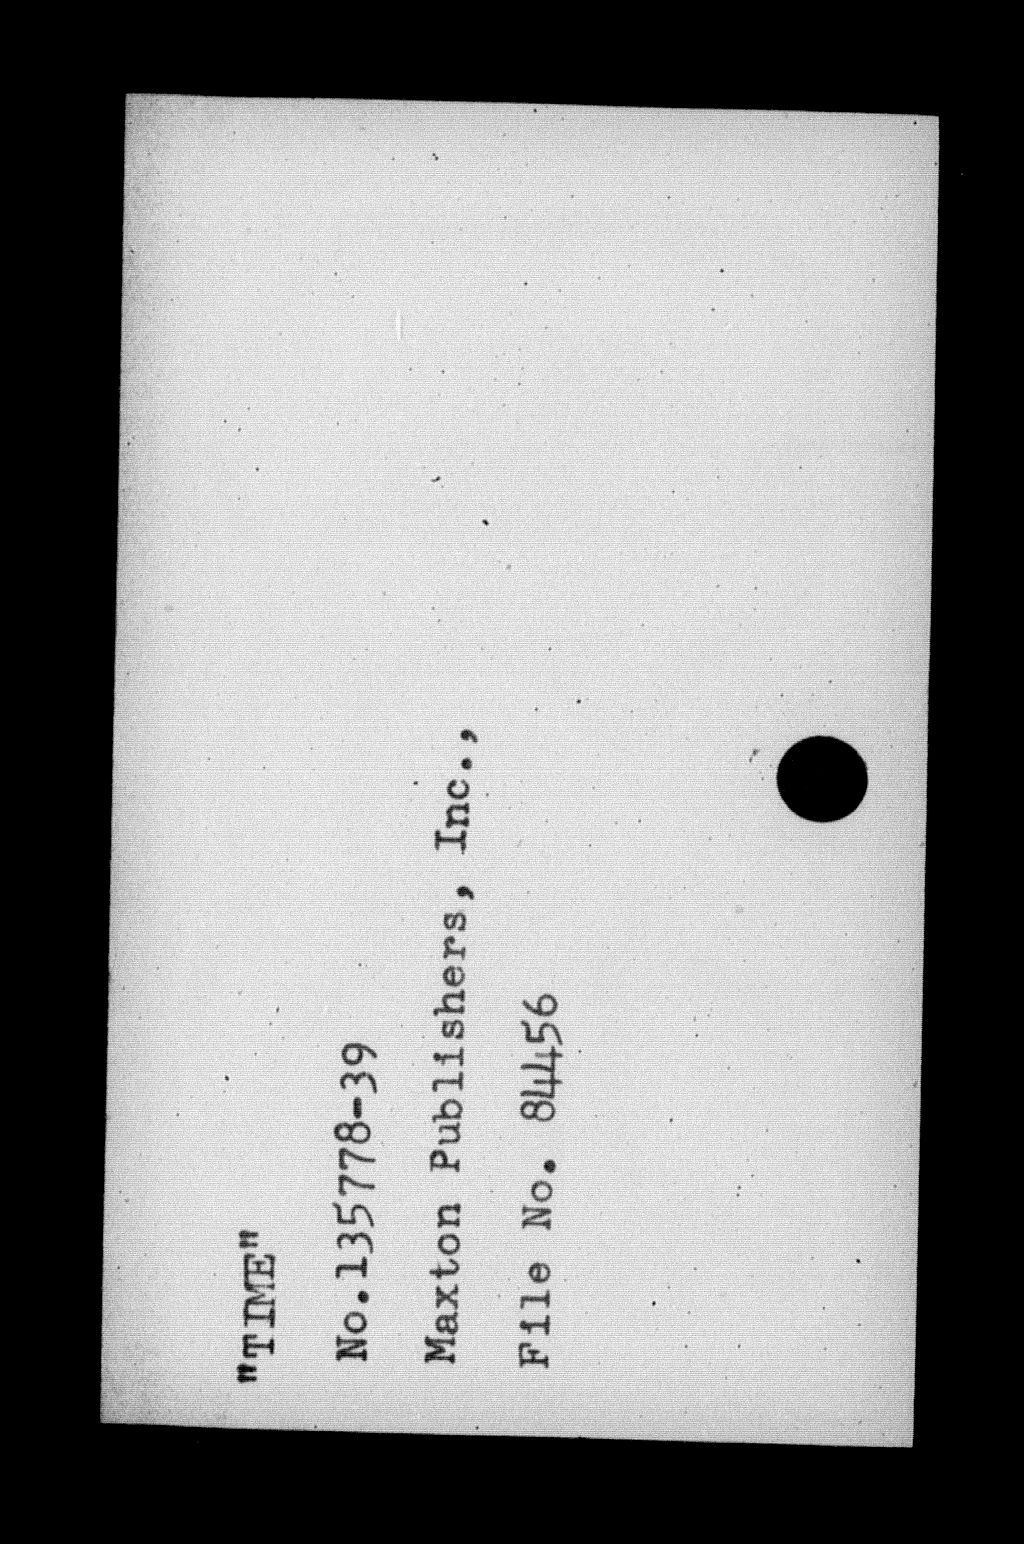 "TIME"
No.135778-39
Maxton Publishers, Inc.,
File No. 84456